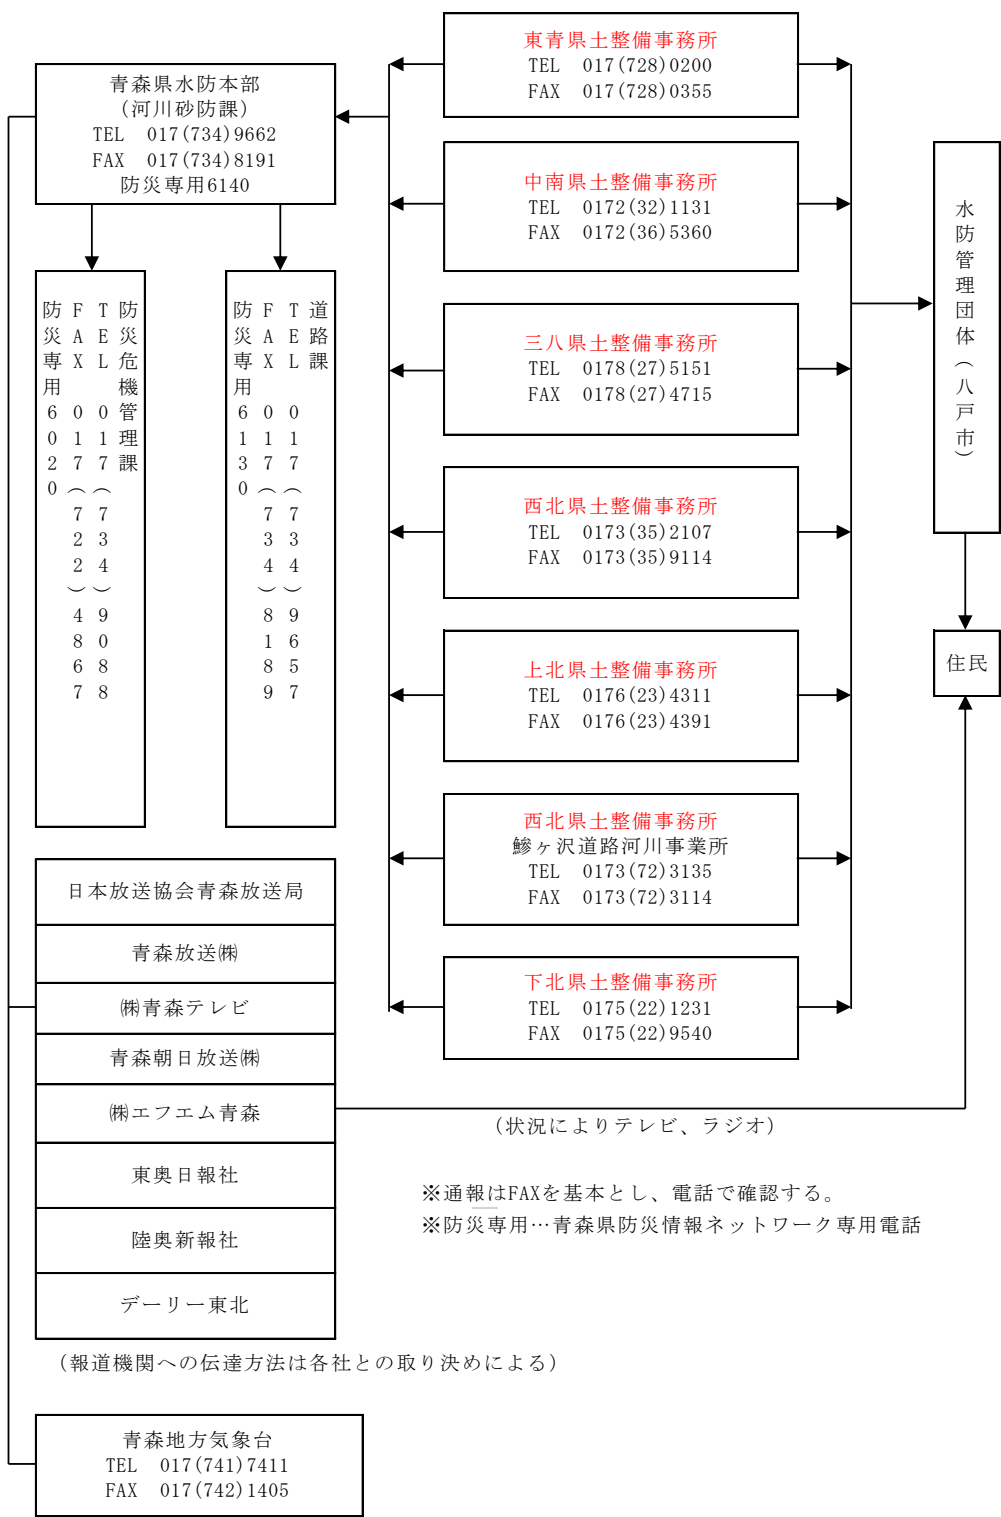 青森県水防本部
（河川砂防課）
TEL　017(734)9662
FAX　017(734)8191
防災専用6140
防災危機管理課
TEL　017(734)9088
FAX　017(722)4867
防災専用6020
道路課
TEL　017(734)9657
FAX　017(734)8189
防災専用6130
東青県土整備事務所
TEL　017(728)0200
FAX　017(728)0355
中南県土整備事務所
TEL　0172(32)1131
FAX　0172(36)5360
三八県土整備事務所
TEL　0178(27)5151
FAX　0178(27)4715
西北県土整備事務所
TEL　0173(35)2107
FAX　0173(35)9114
上北県土整備事務所
TEL　0176(23)4311
FAX　0176(23)4391
西北県土整備事務所
鰺ヶ沢道路河川事業所
TEL　0173(72)3135
FAX　0173(72)3114
下北県土整備事務所
TEL　0175(22)1231
FAX　0175(22)9540
水防管理団体（八戸市）
住民
日本放送協会青森放送局
青森放送㈱
㈱青森テレビ
青森朝日放送㈱
㈱エフエム青森
東奥日報社
陸奥新報社
デーリー東北
（状況によりテレビ、ラジオ）
※通報はFAXを基本とし、電話で確認する。
※防災専用…青森県防災情報ネットワーク専用電話
（報道機関への伝達方法は各社との取り決めによる）
青森地方気象台
TEL　017(741)7411
FAX　017(742)1405